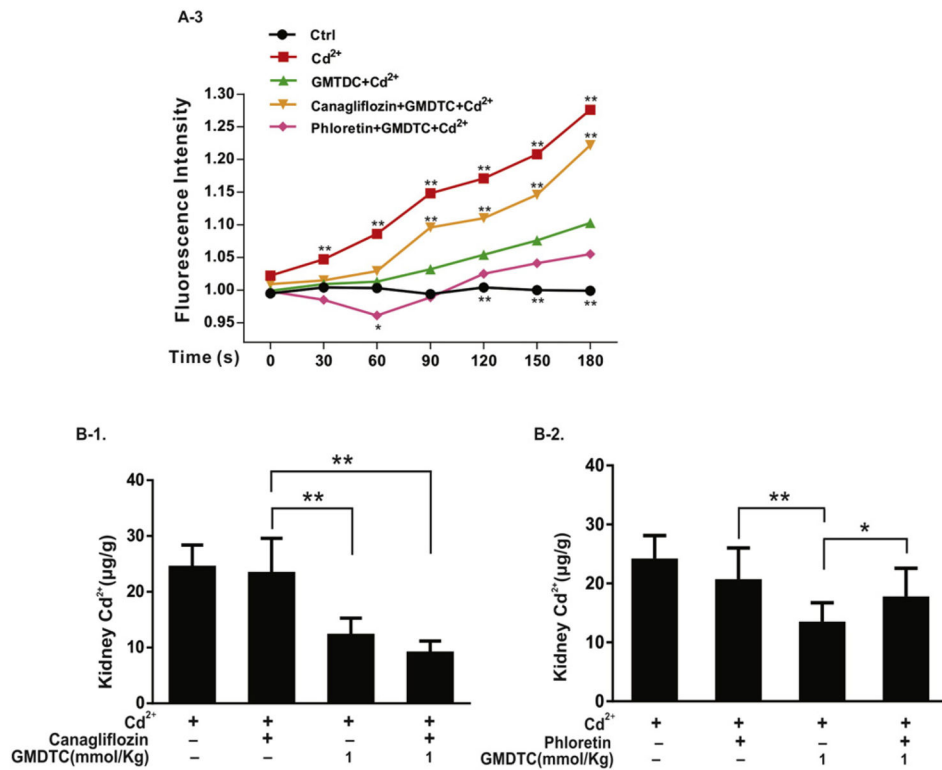 A-3
Ctrl
Cd²⁺
GMTDC+Cd²⁺
Canagliflozin+GMDTC+Cd²⁺
Phloretin+GMDTC+Cd²⁺
Fluorescence Intensity
1.30
1.25
1.20
1.15
1.10
1.05
1.00
0.95
** ** ** ** ** **
** ** ** **
* ** ** **
Time (s) 0 30 60 90 120 150 180
B-1.
Kidney Cd²⁺(µg/g)
40
30
20
10
0
**
**
Cd²⁺ + + + +
Canagliflozin – + – +
GMDTC(mmol/Kg) 1 1
B-2.
Kidney Cd²⁺(µg/g)
40
30
20
10
0
** *
Cd²⁺ + + + +
Phloretin – + – +
GMDTC(mmol/Kg) – – 1 1